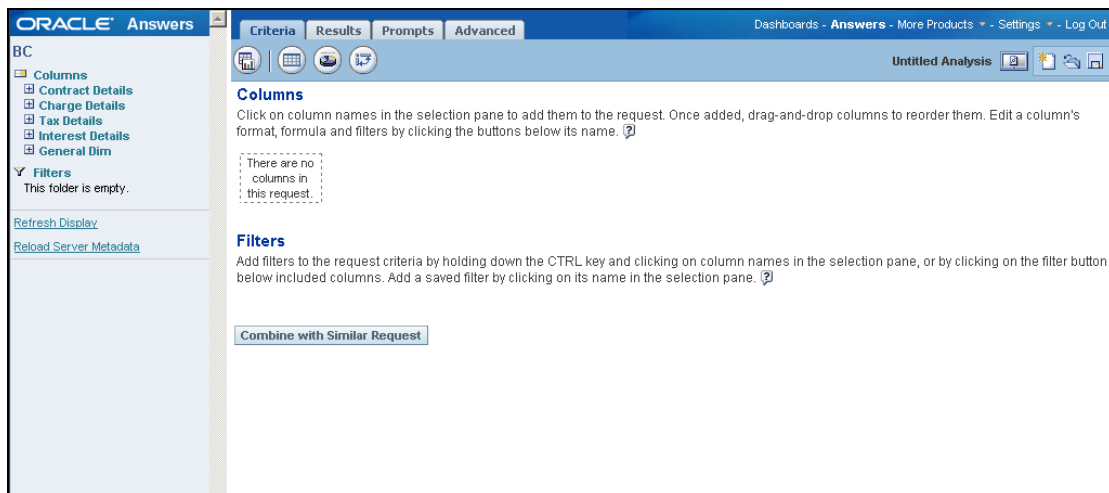 ORACLE® Answers
BC
Columns
Contract Details
Charge Details
Tax Details
Interest Details
General Dim
Filters
This folder is empty.
Refresh Display
Reload Server Metadata
Criteria Results Prompts Advanced
Dashboards - Answers - More Products - Settings - Log Out
Untitled Analysis
Columns
Click on column names in the selection pane to add them to the request. Once added, drag-and-drop columns to reorder them. Edit a column's
format, formula and filters by clicking the buttons below its name. ?
There are no
columns in
this request.
Filters
Add filters to the request criteria by holding down the CTRL key and clicking on column names in the selection pane, or by clicking on the filter button
below included columns. Add a saved filter by clicking on its name in the selection pane. ?
Combine with Similar Request